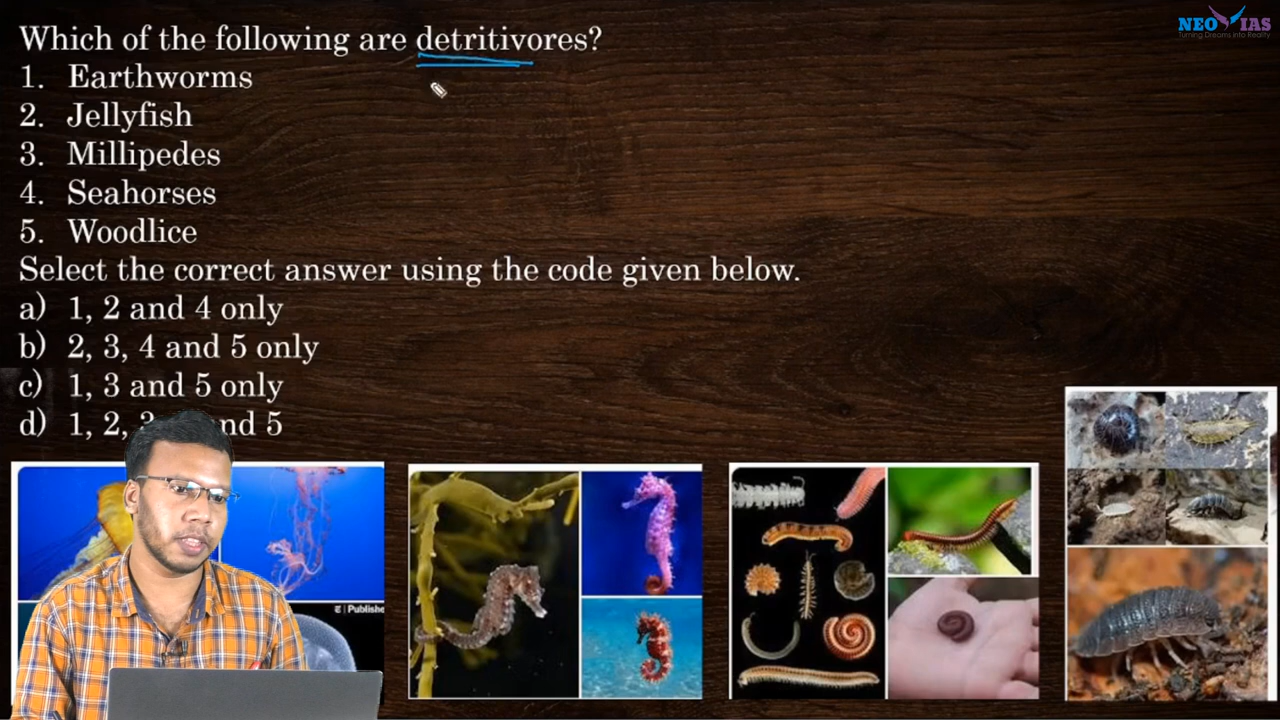 Which of the following are detritivores?
1. Earthworms
2. Jellyfish
3. Millipedes
4. Seahorses
5. Woodlice
Select the correct answer using the code given below.
a) 1, 2 and 4 only
b) 2, 3, 4 and 5 only
c) 1, 3 and 5 only
d) 1, 2, 3 nd 5
NEO IAS
Turning Dreams into Reality
Publishe